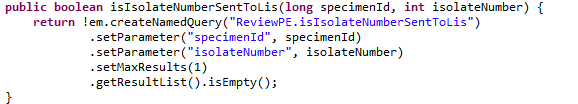 public boolean isIsolateNumberSentToLis(long specimenId, int isolateNumber) {
    return !em.createNamedQuery("ReviewPE.isIsolateNumberSentToLis")
            .setParameter("specimenId", specimenId)
            .setParameter("isolateNumber", isolateNumber)
            .setMaxResults(1)
            .getResultList().isEmpty();
}